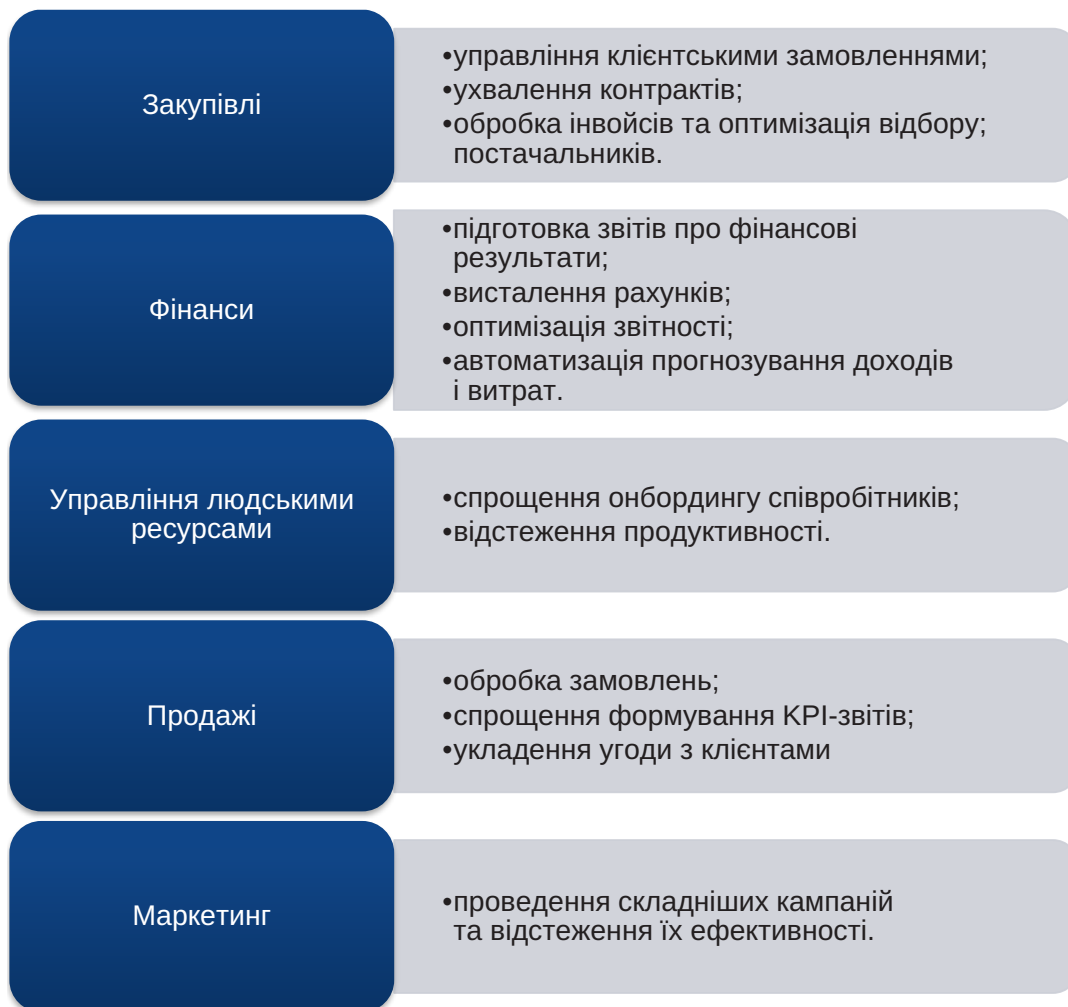 Закупівлі
•управління клієнтськими замовленнями;
•ухвалення контрактів;
•обробка інвойсів та оптимізація відбору;
постачальників.
Фінанси
•підготовка звітів про фінансові
результати;
•висталення рахунків;
•оптимізація звітності;
•автоматизація прогнозування доходів
і витрат.
Управління людськими
ресурсами
•спрощення онбордингу співробітників;
•відстеження продуктивності.
Продажі
•обробка замовлень;
•спрощення формування KPI-звітів;
•укладення угоди з клієнтами
Маркетинг
•проведення складніших кампаній
та відстеження їх ефективності.